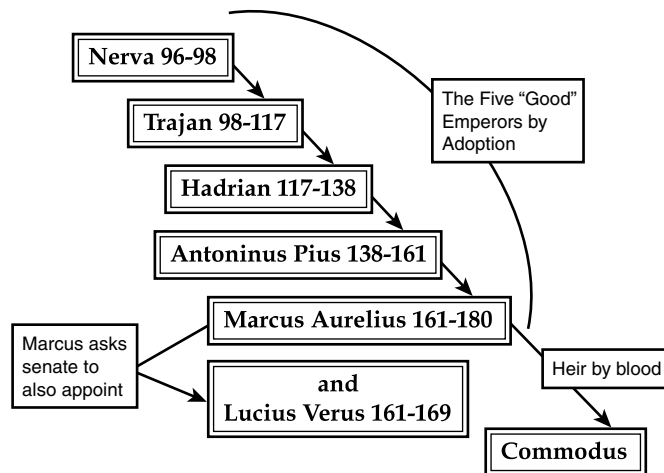 Nerva 96-98
The Five “Good”
Emperors by
Adoption
Trajan 98-117
Hadrian 117-138
Antoninus Pius 138-161
Marcus Aurelius 161-180
Marcus asks
senate to
also appoint
and
Lucius Verus 161-169
Heir by blood
Commodus